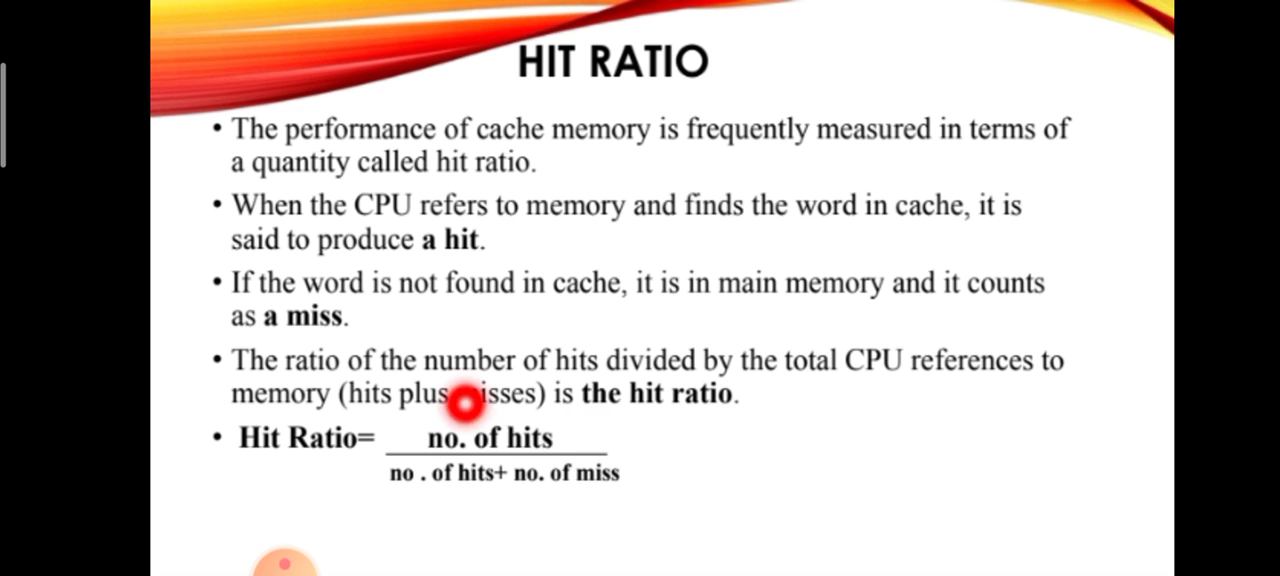 HIT RATIO
• The performance of cache memory is frequently measured in terms of
a quantity called hit ratio.
• When the CPU refers to memory and finds the word in cache, it is
said to produce a hit.
• If the word is not found in cache, it is in main memory and it counts
as a miss.
• The ratio of the number of hits divided by the total CPU references to
memory (hits plus isses) is the hit ratio.
• Hit Ratio= no. of hits
no . of hits+ no. of miss